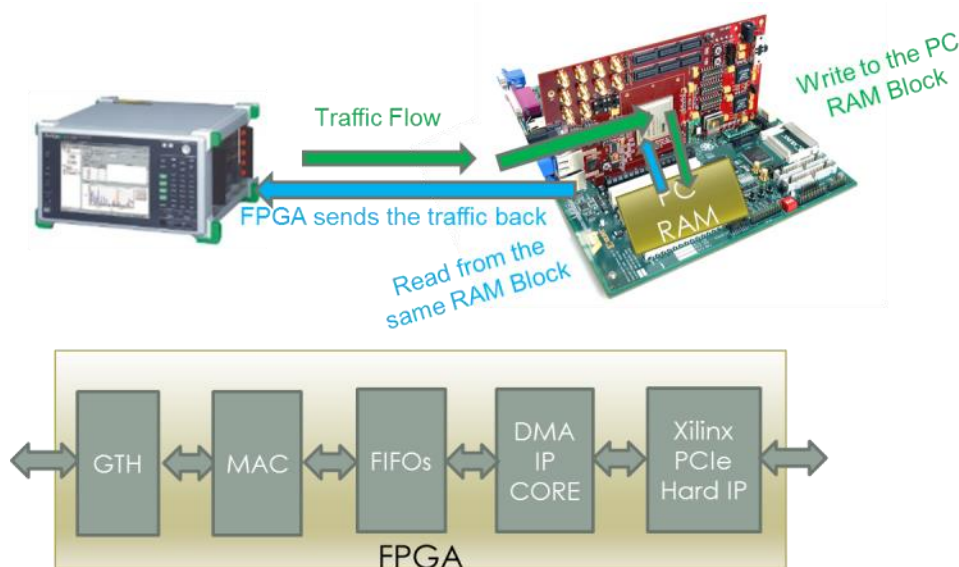 Write to the PC
RAM Block
Traffic Flow
FPGA sends the traffic back
PC
RAM
Read from the
same RAM Block
GTH
MAC
FIFOs
DMA
IP
CORE
Xilinx
PCIe
Hard IP
FPGA